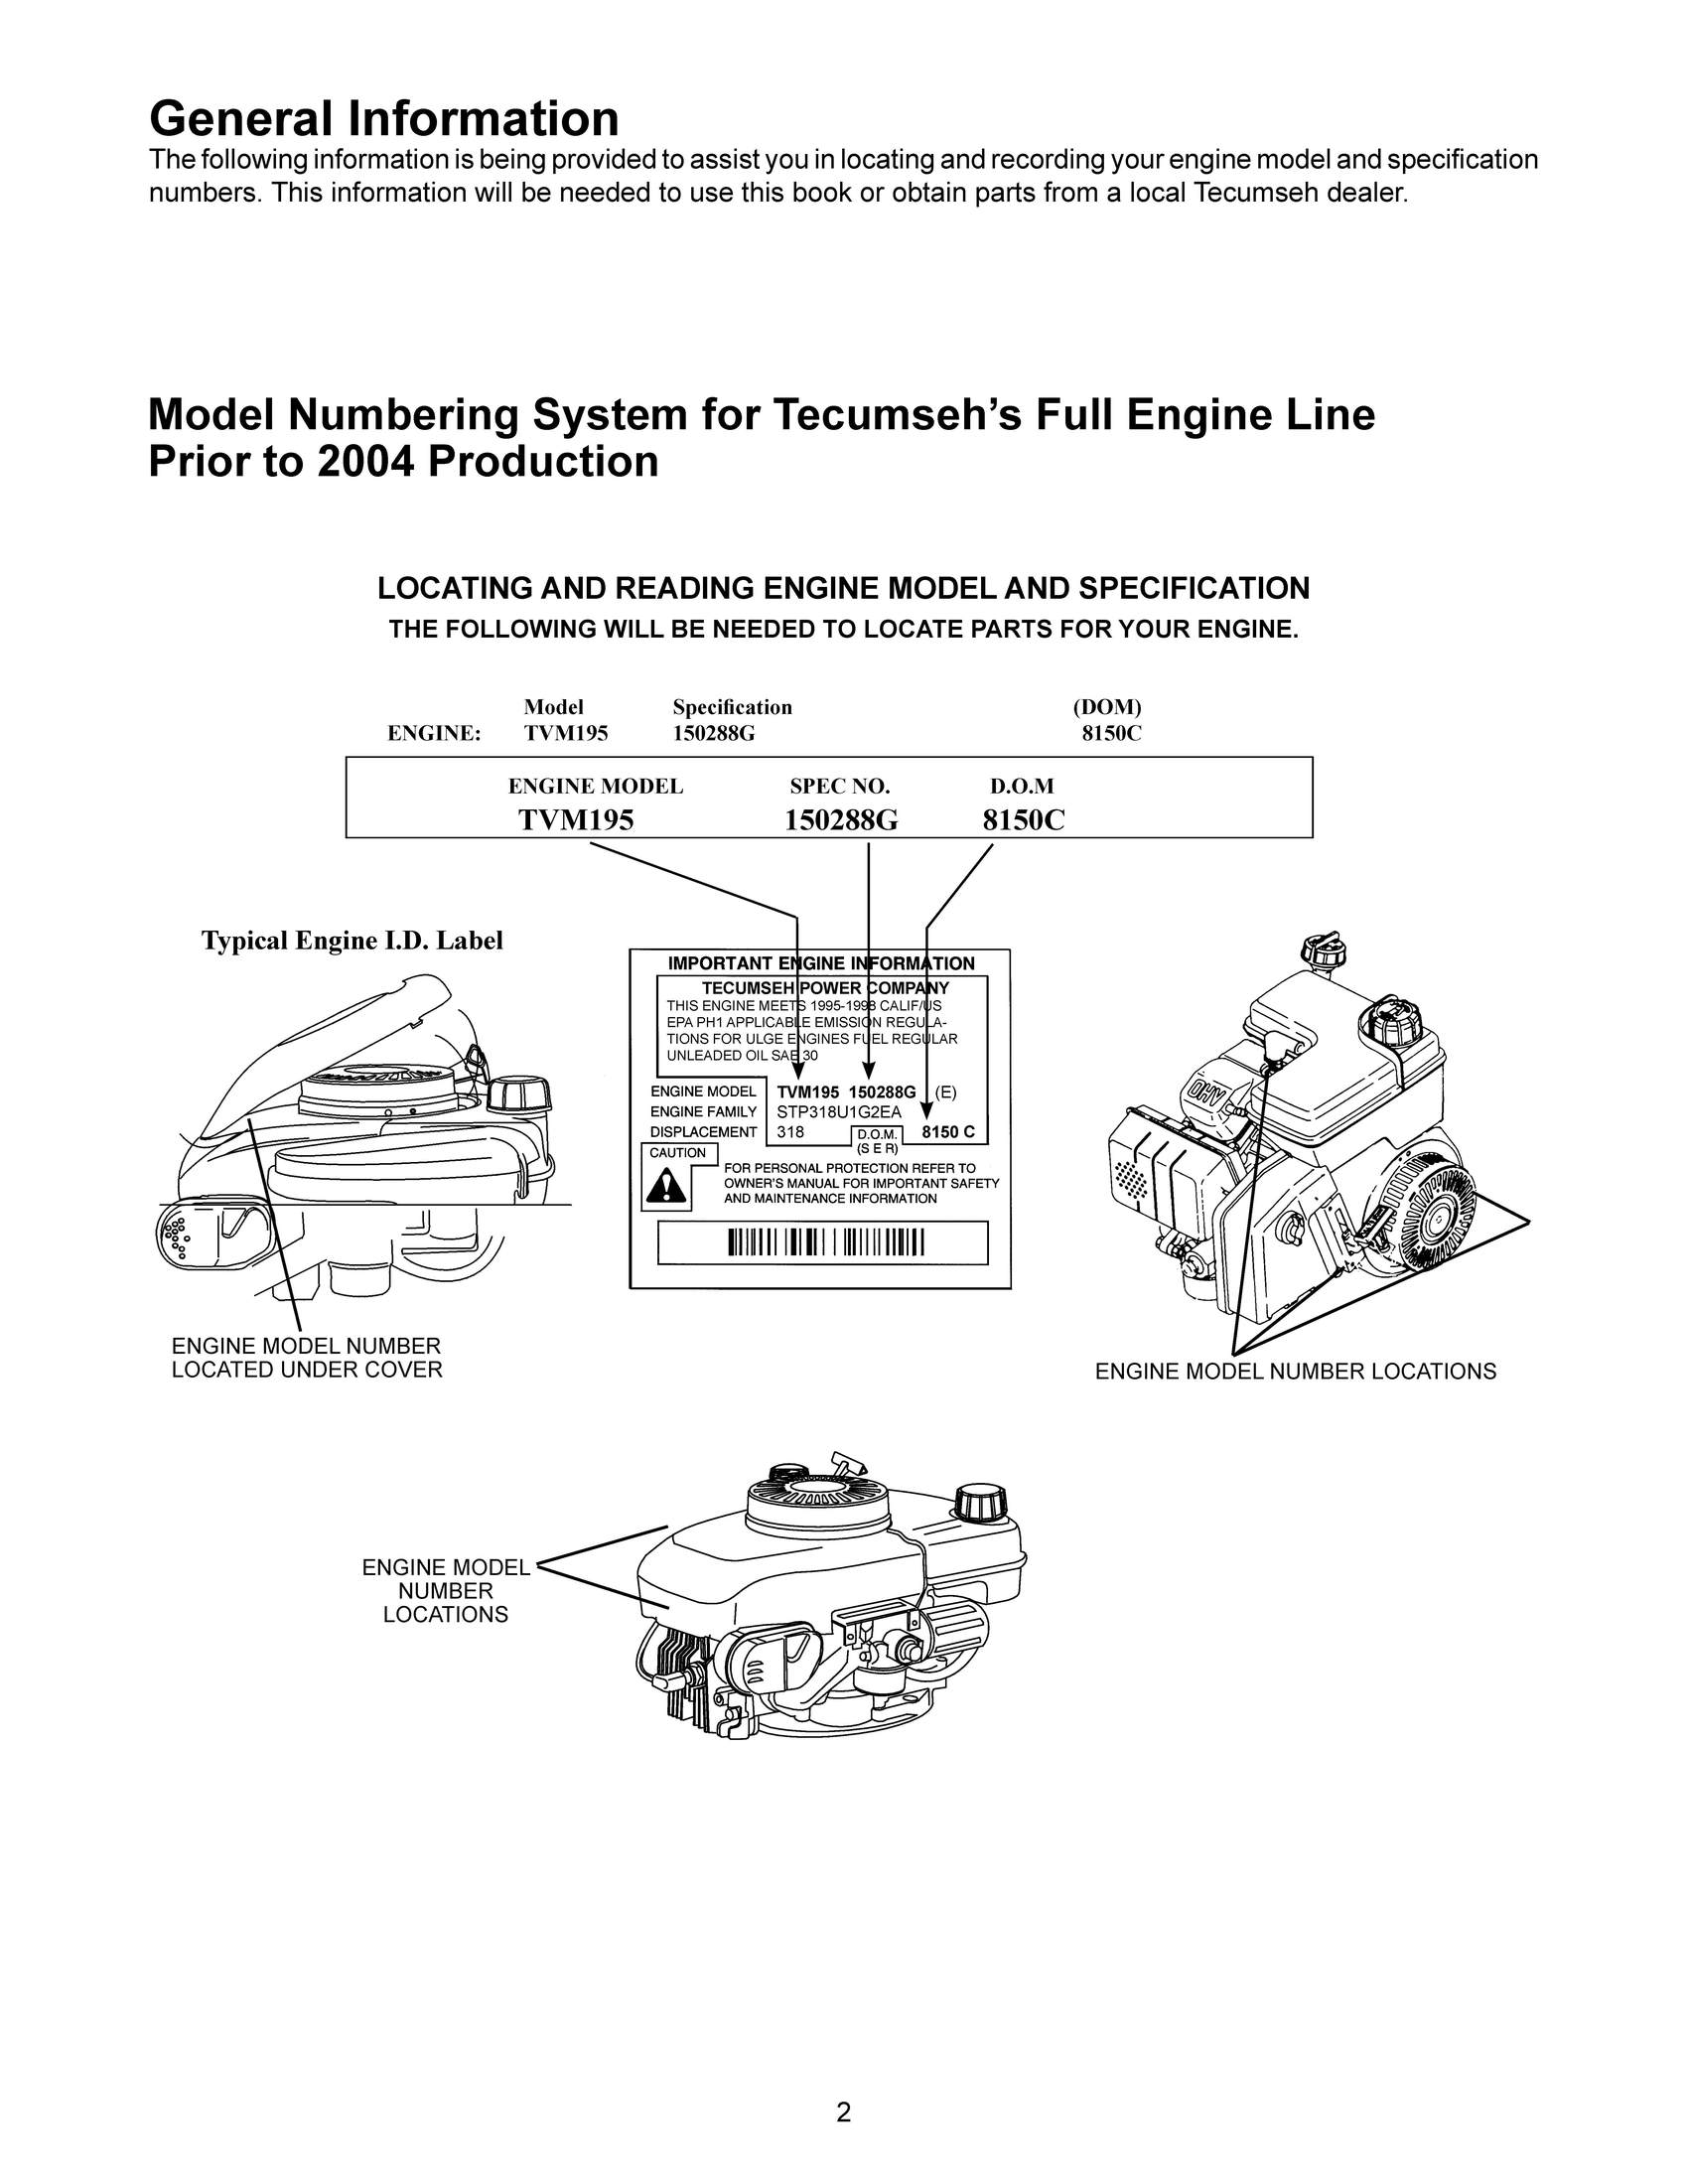 General Information
The following information is being provided to assist you in locating and recording your engine model and specification
numbers. This information will be needed to use this book or obtain parts from a local Tecumseh dealer.
Model Numbering System for Tecumseh’s Full Engine Line
Prior to 2004 Production
LOCATING AND READING ENGINE MODEL AND SPECIFICATION
THE FOLLOWING WILL BE NEEDED TO LOCATE PARTS FOR YOUR ENGINE.
Model Specification (DOM)
ENGINE: TVM195 150288G 8150C
ENGINE MODEL SPEC NO. D.O.M
TVM195 150288G 8150C
Typical Engine I.D. Label
IMPORTANT ENGINE INFORMATION
TECUMSEH POWER COMPANY
THIS ENGINE MEETS 1995-1998 CALIF/US
EPA PH1 APPLICABLE EMISSION REGULA-
TIONS FOR ULGE ENGINES FUEL REGULAR
UNLEADED OIL SAE 30
ENGINE MODEL TVM195 150288G (E)
ENGINE FAMILY STP318U1G2EA
DISPLACEMENT 318 D.O.M. 8150 C
(S E R)
CAUTION
FOR PERSONAL PROTECTION REFER TO
OWNER'S MANUAL FOR IMPORTANT SAFETY
AND MAINTENANCE INFORMATION
OHV
ENGINE MODEL NUMBER
LOCATED UNDER COVER
ENGINE MODEL NUMBER LOCATIONS
ENGINE MODEL
NUMBER
LOCATIONS
2